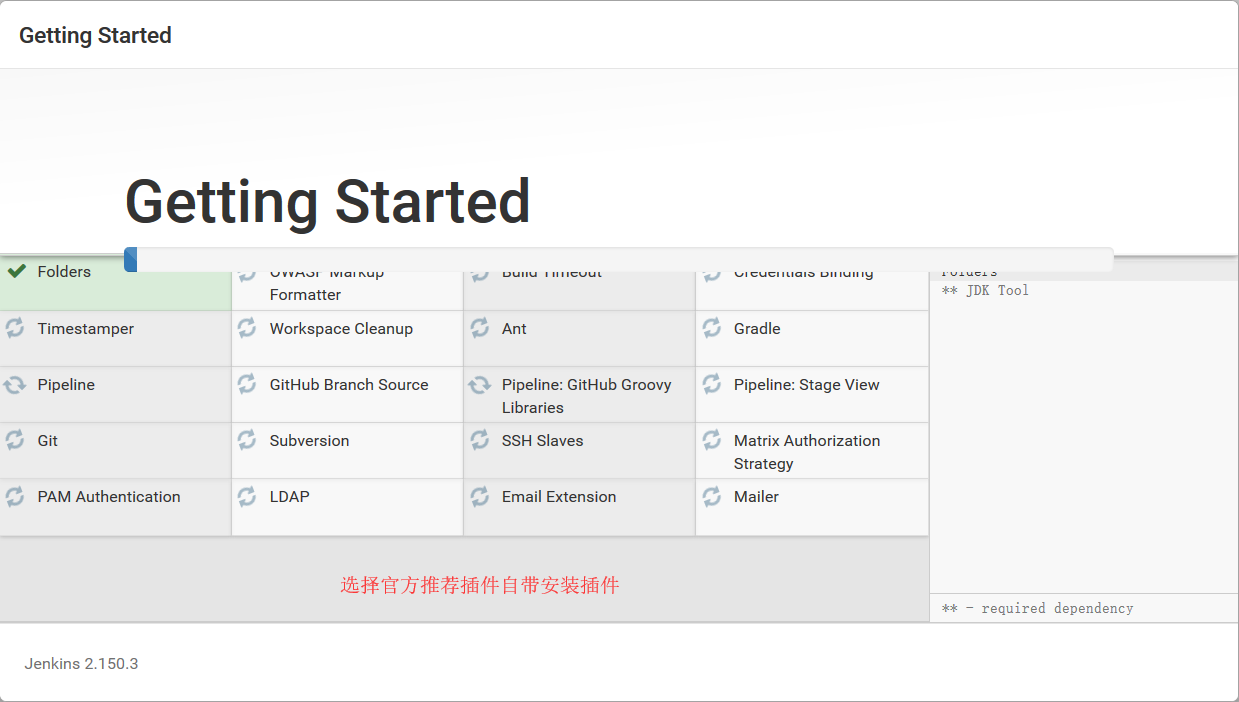 Getting Started
Getting Started
Folders
OWASP Markup
Formatter
Build Timeout
Credentials Binding
Folders
** JDK Tool
Timestamper
Workspace Cleanup
Ant
Gradle
Pipeline
GitHub Branch Source
Pipeline: GitHub Groovy
Libraries
Pipeline: Stage View
Git
Subversion
SSH Slaves
Matrix Authorization
Strategy
PAM Authentication
LDAP
Email Extension
Mailer
选择官方推荐插件自带安装插件
** - required dependency
Jenkins 2.150.3